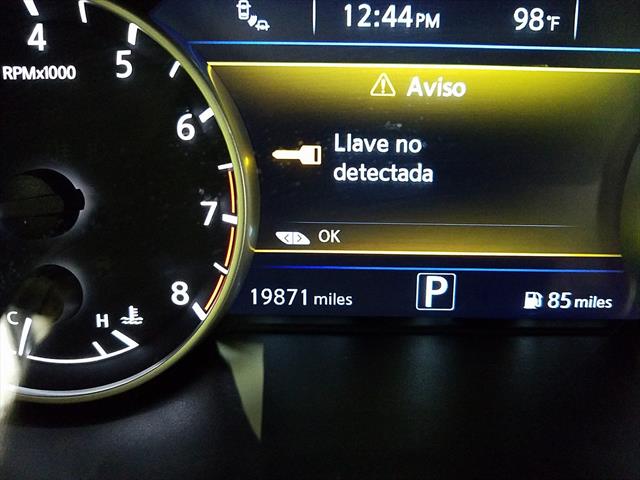 12:44PM 98°F
4
5
6
7
8
RPMx1000
Aviso
Llave no
detectada
<> OK
19871 miles P 85 miles
C H